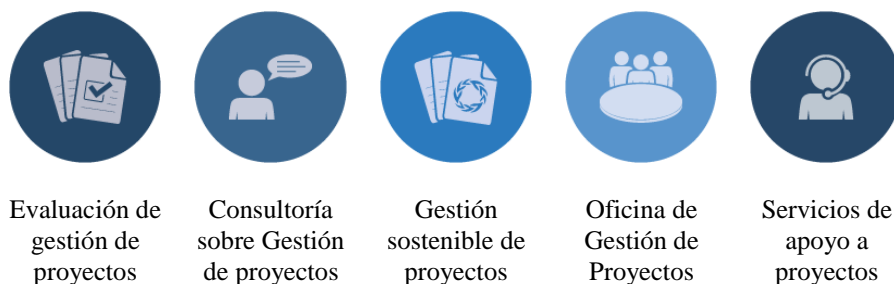 Evaluación de
gestión de
proyectos
Consultoría
sobre Gestión
de proyectos
Gestión
sostenible de
proyectos
Oficina de
Gestión de
Proyectos
Servicios de
apoyo a
proyectos